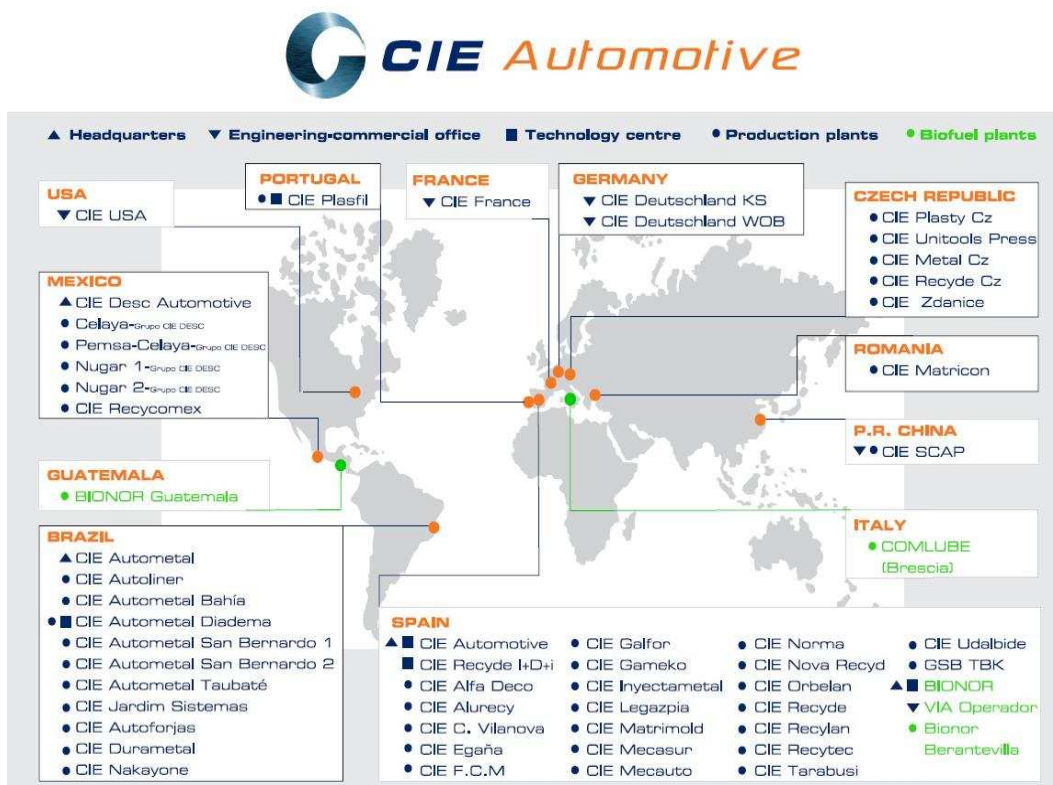 CIE Automotive
Headquarters
Engineering-commercial office
Technology centre
Production plants
Biofuel plants
USA
CIE USA
PORTUGAL
CIE Plasfil
FRANCE
CIE France
GERMANY
CIE Deutschland KS
CIE Deutschland WOB
CZECH REPUBLIC
CIE Plasty Cz
CIE Unitools Press
CIE Metal Cz
CIE Recyde Cz
CIE Zdanice
MEXICO
CIE Desc Automotive
Celaya-Grupo CIE DESC
Pemsa-Celaya-Grupo CIE DESC
Nugar 1-Grupo CIE DESC
Nugar 2-Grupo CIE DESC
CIE Recycomex
ROMANIA
CIE Matricon
P.R. CHINA
CIE SCAP
GUATEMALA
BIONOR Guatemala
ITALY
COMLUBE
(Brescia)
BRAZIL
CIE Autometal
CIE Autoliner
CIE Autometal Bahía
CIE Autometal Diadema
CIE Autometal San Bernardo 1
CIE Autometal San Bernardo 2
CIE Autometal Taubaté
CIE Jardim Sistemas
CIE Autoforjas
CIE Durametal
CIE Nakayone
SPAIN
CIE Automotive
CIE Recyde I+D+i
CIE Alfa Deco
CIE Alurecy
CIE C. Vilanova
CIE Egaña
CIE F.C.M
CIE Galfor
CIE Gameko
CIE Inyectametal
CIE Legazpia
CIE Matrimold
CIE Mecasur
CIE Mecauto
CIE Norma
CIE Nova Recyd
CIE Orbelan
CIE Recyde
CIE Recylan
CIE Recytec
CIE Tarabusi
CIE Udalbide
GSB TBK
BIONOR
VIA Operador
Bionor
Berantevilla